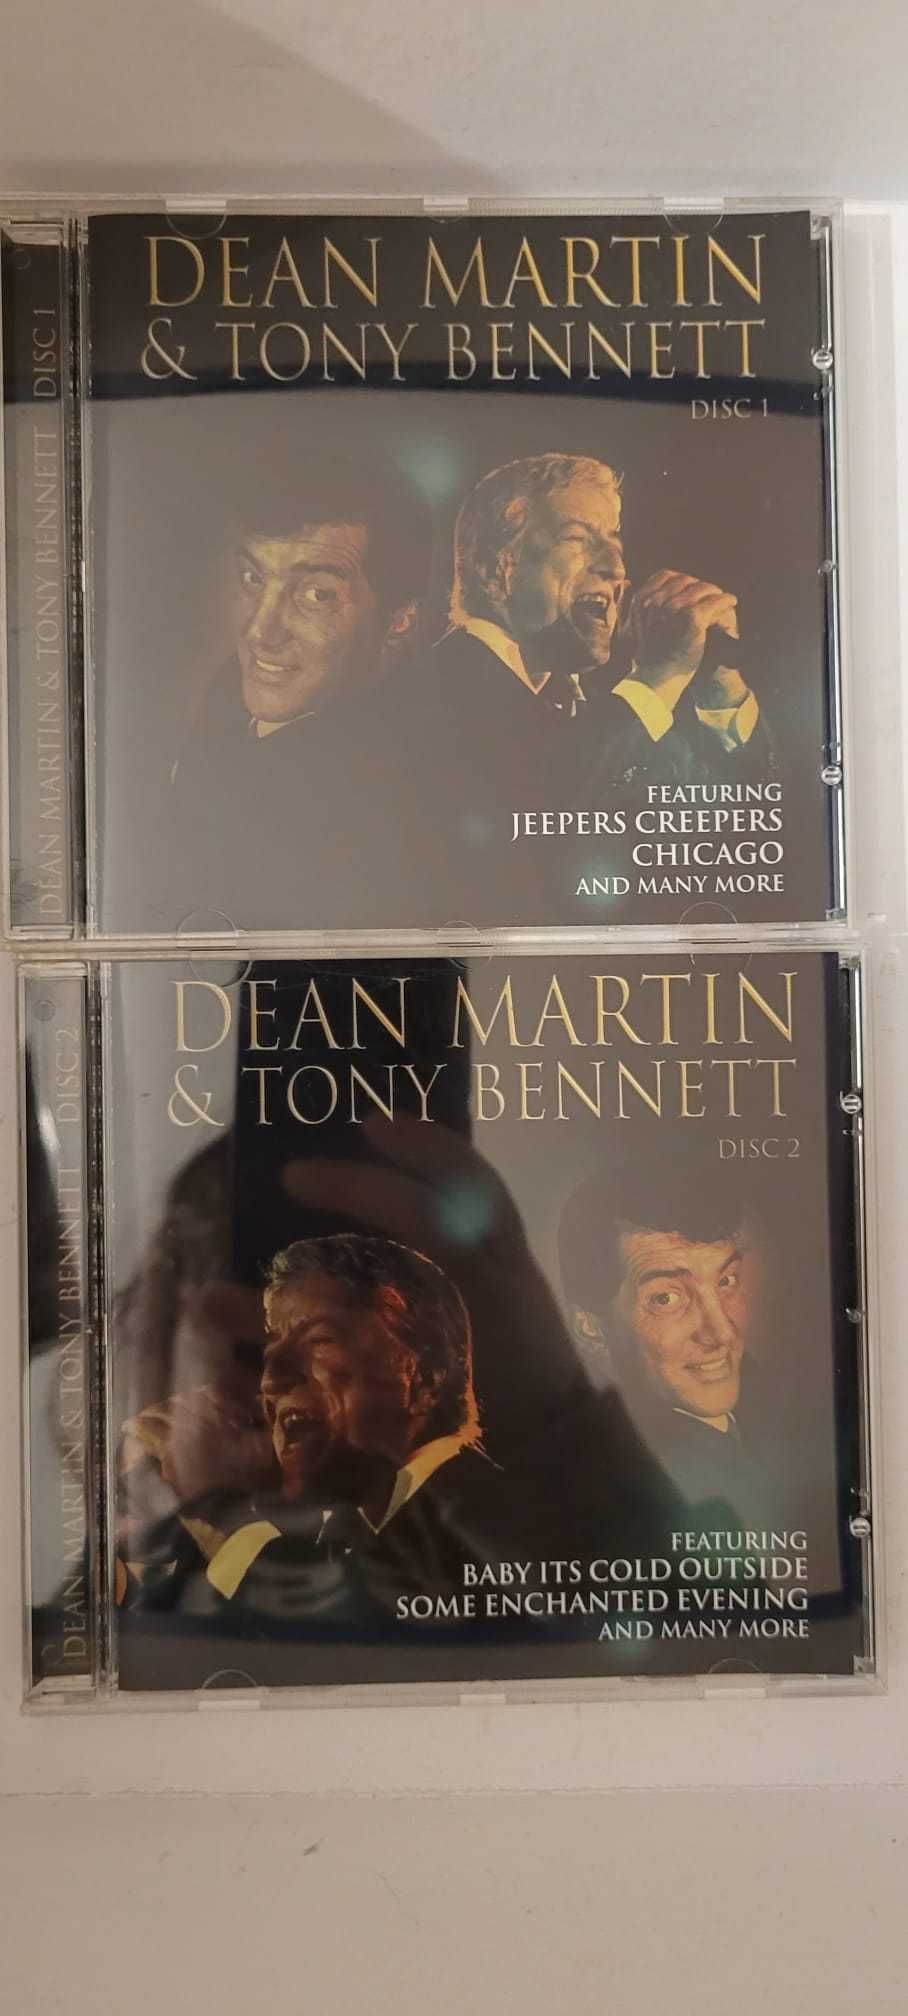 DEAN MARTIN & TONY BENNETT DISC 1
DEAN MARTIN
& TONY BENNETT
DISC 1
FEATURING
JEEPERS CREEPERS
CHICAGO
AND MANY MORE
DEAN MARTIN & TONY BENNETT DISC 2
DEAN MARTIN
& TONY BENNETT
DISC 2
FEATURING
BABY ITS COLD OUTSIDE
SOME ENCHANTED EVENING
AND MANY MORE